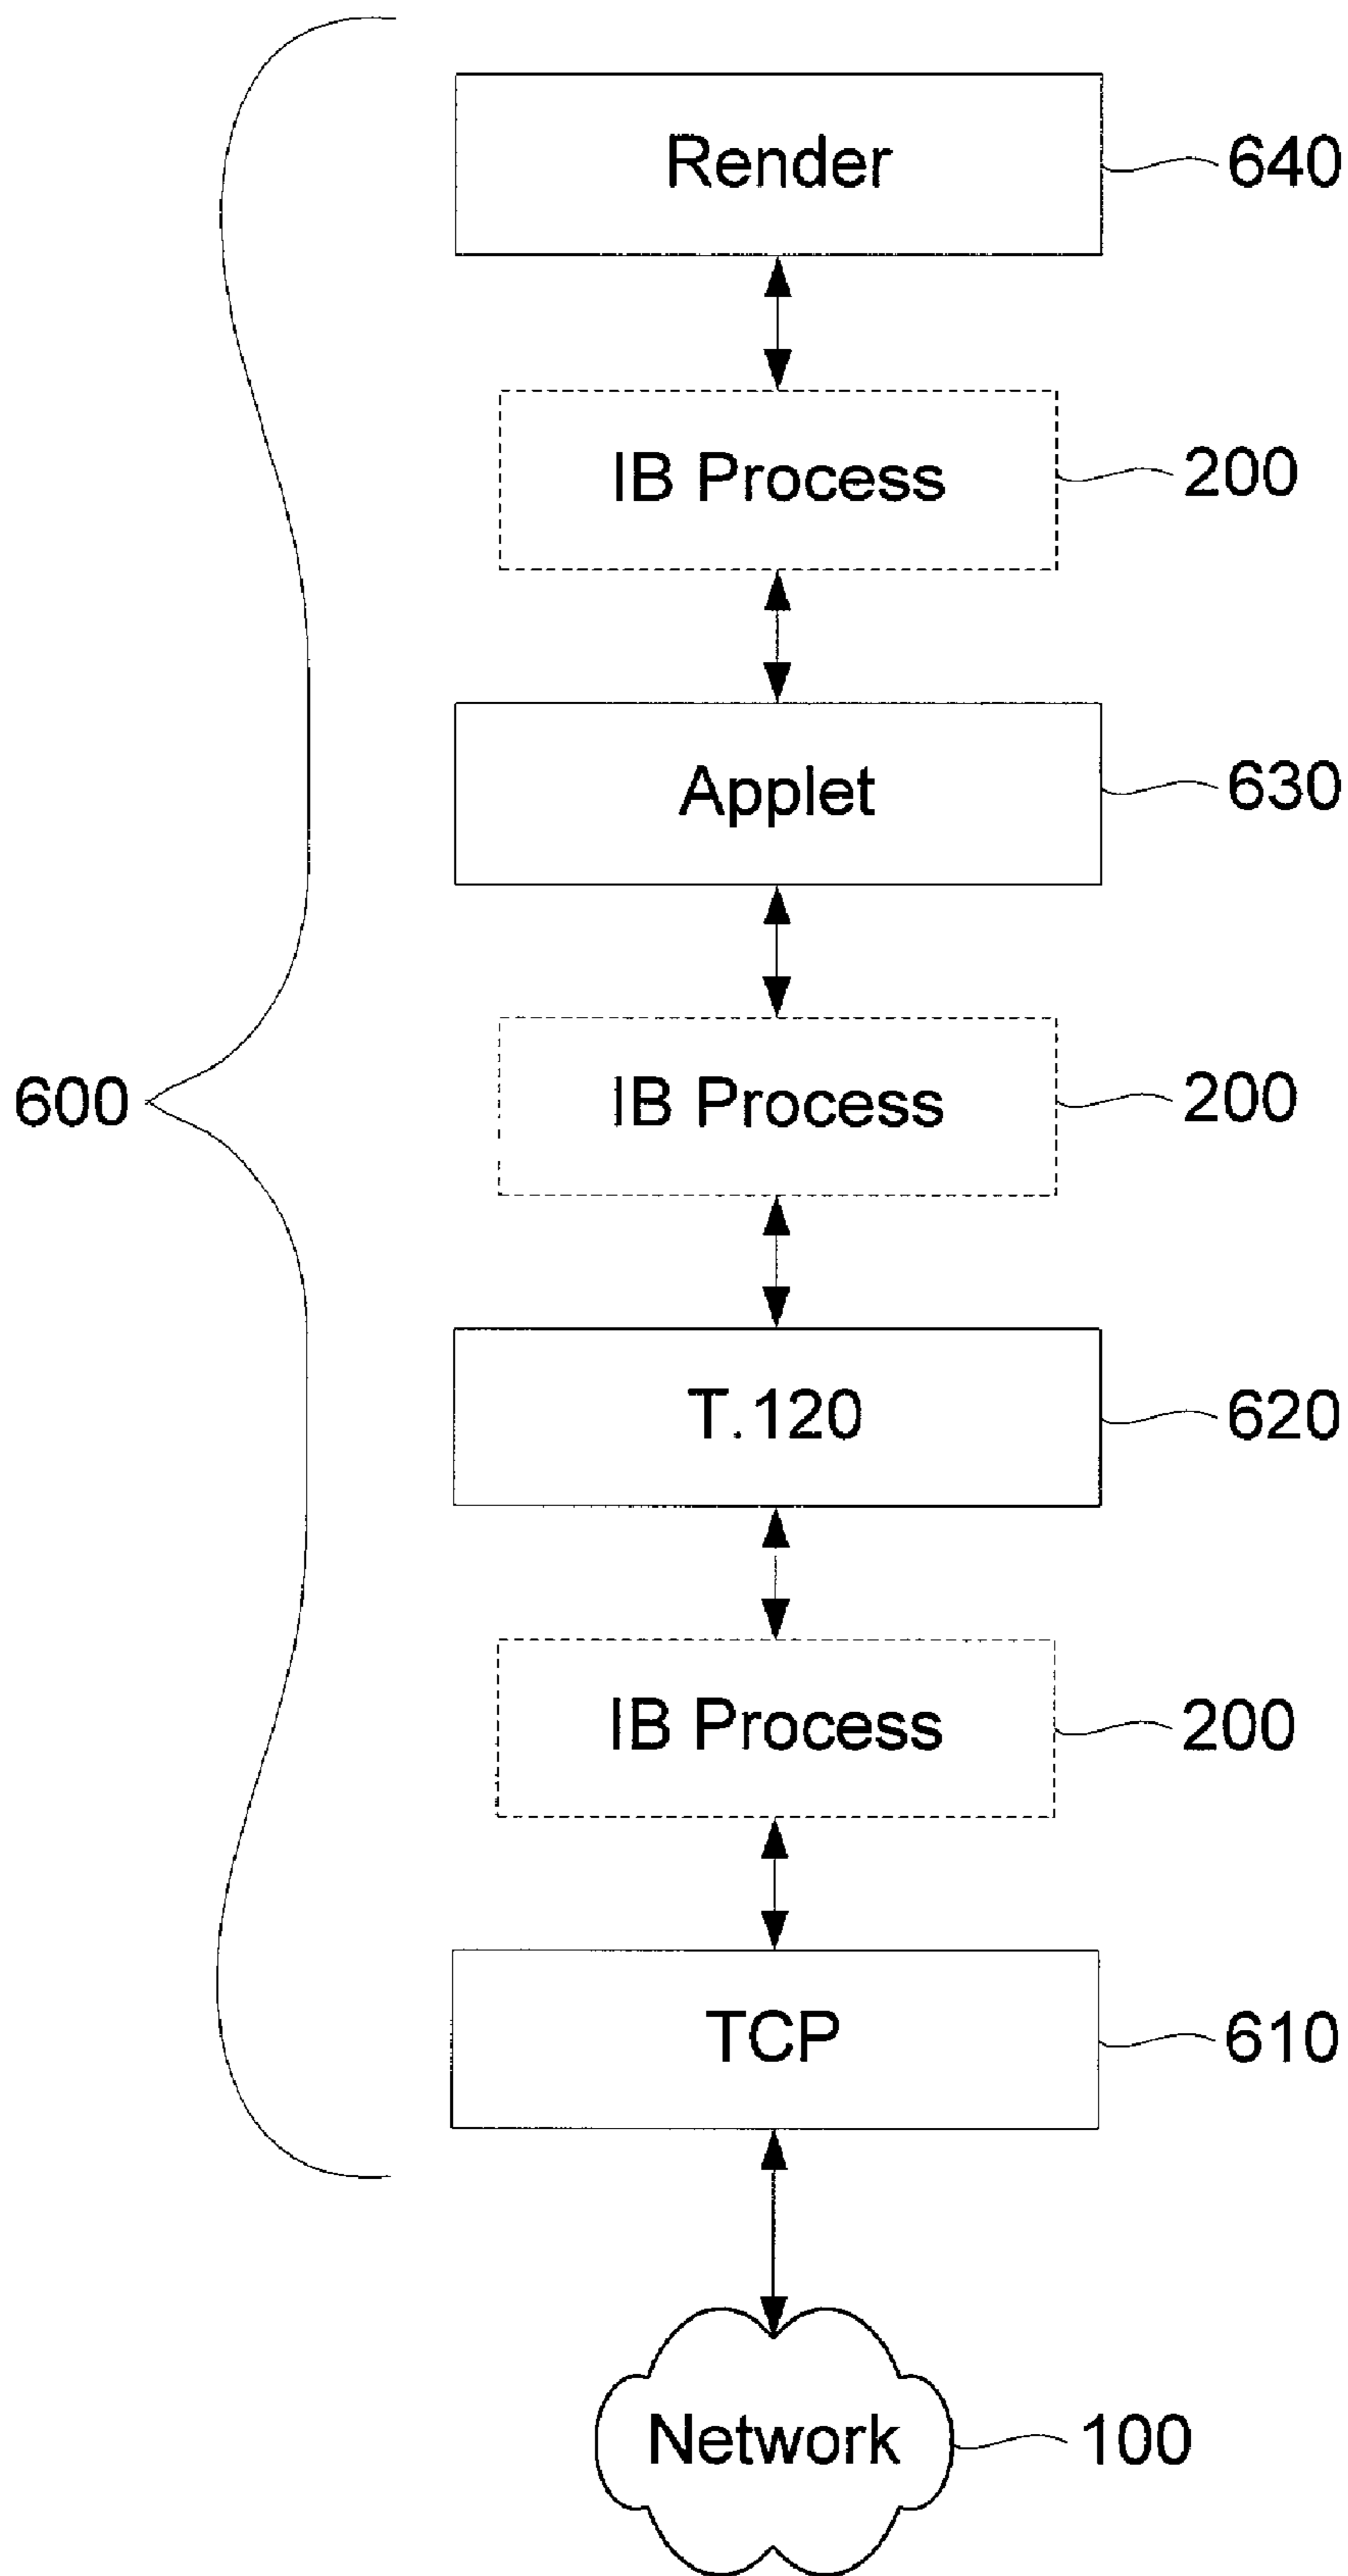 Render 640
IB Process 200
Applet 630
600
IB Process 200
T.120 620
IB Process 200
TCP 610
Network 100